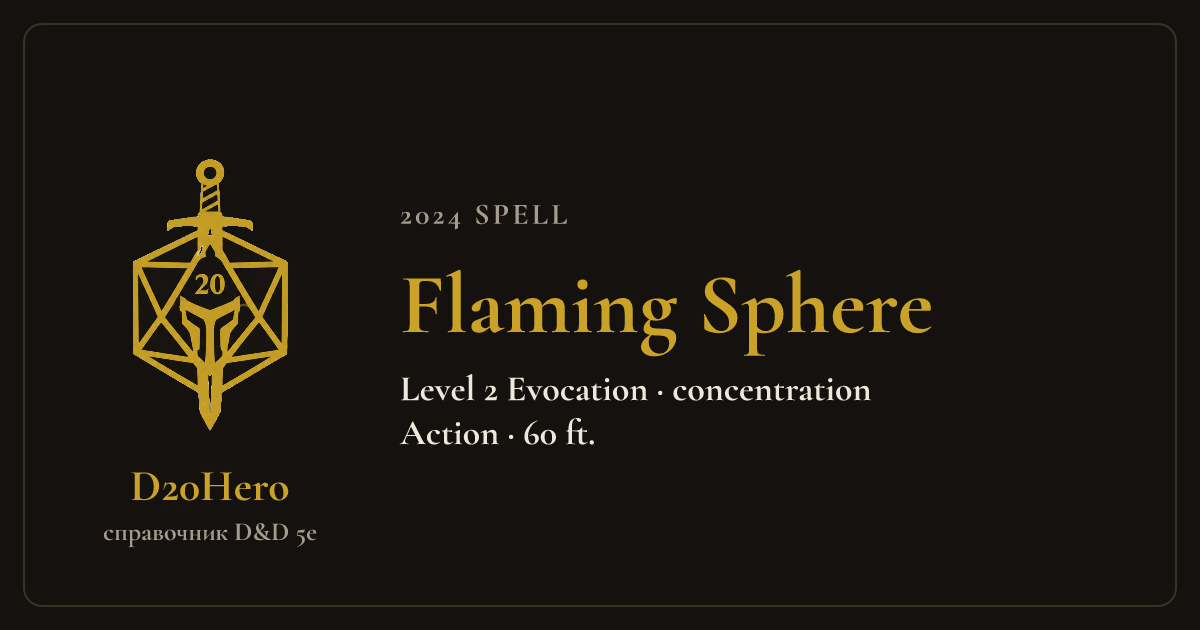 20
D20Hero
справочник D&D 5e
2024 SPELL
Flaming Sphere
Level 2 Evocation · concentration
Action · 60 ft.